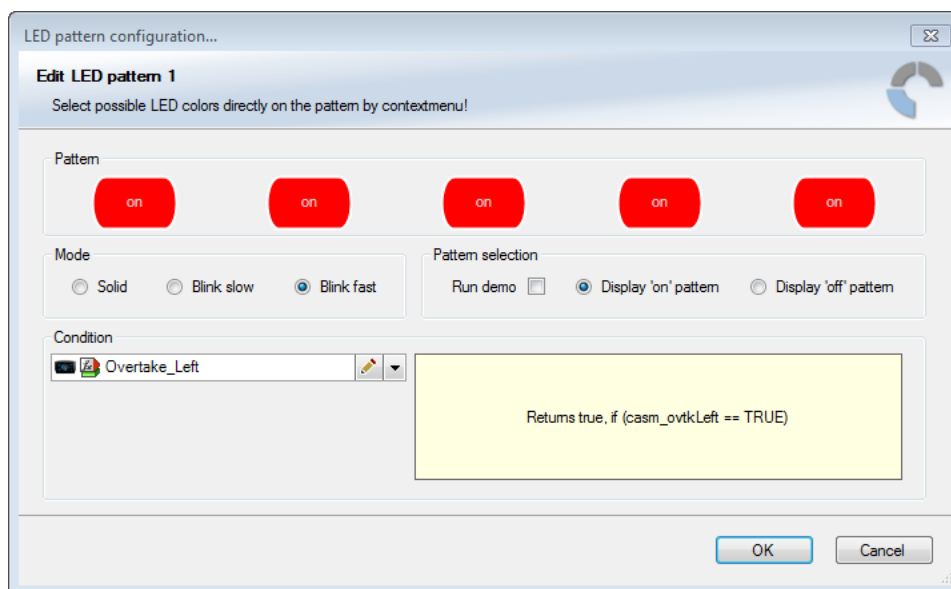 LED pattern configuration...
Edit LED pattern 1
Select possible LED colors directly on the pattern by contextmenu!
Pattern
on on on on on
Mode
Solid Blink slow Blink fast
Pattern selection
Run demo Display 'on' pattern Display 'off' pattern
Condition
fx Overtake_Left
Returns true, if (casm_ovtkLeft == TRUE)
OK Cancel